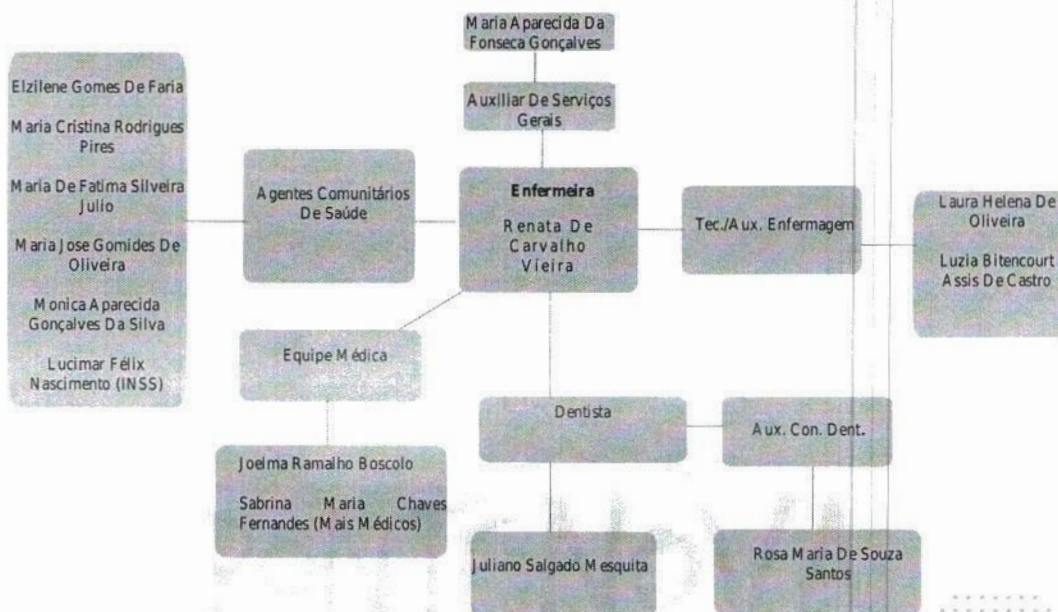 Maria Aparecida Da
Fonseca Gonçalves
Auxiliar De Serviços
Gerais
Elzilene Gomes De Faria
Maria Cristina Rodrigues
Pires
Maria De Fatima Silveira
Julio
Maria Jose Gomides De
Oliveira
Monica Aparecida
Gonçalves Da Silva
Lucimar Félix
Nascimento (INSS)
Agentes Comunitários
De Saúde
Enfermeira
Renata De
Carvalho
Vieira
Tec./Aux. Enfermagem
Laura Helena De
Oliveira
Luzia Bitencourt
Assis De Castro
Equipe Médica
Joelma Ramalho Boscolo
Sabrina Maria Chaves
Fernandes (Mais Médicos)
Dentista
Aux. Con. Dent.
Juliano Salgado Mesquita
Rosa Maria De Souza
Santos